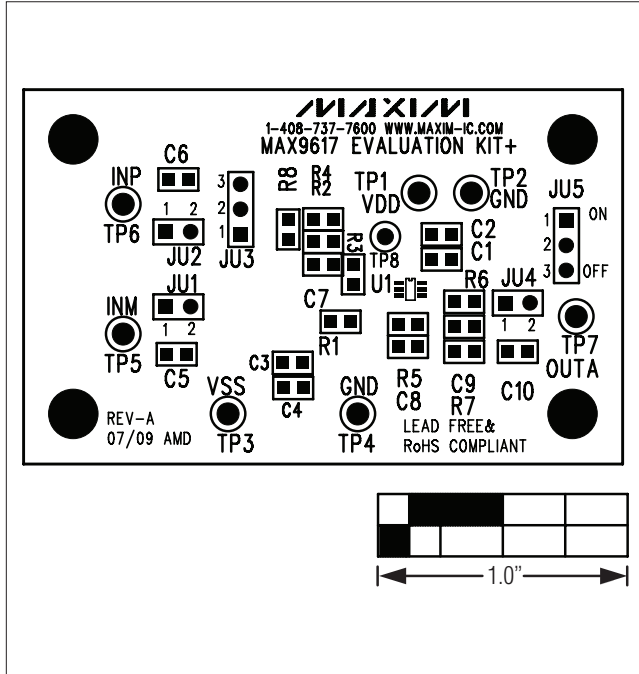 MAXIM
1-408-737-7600 WWW.MAXIM-IC.COM
MAX9617 EVALUATION KIT+
C6
INP
TP6
1 2
JU2
3
2
1
JU3
R8
R4
R2
R3
TP1
VDD
TP2
GND
TP8
C2
C1
U1
JU5
1 ON
2
3 OFF
JU1
1 2
INM
TP5
C5
C7
R1
R6
JU4
1 2
TP7
OUTA
C3
C4
R5
C8
C9
R7
C10
VSS
TP3
GND
TP4
REV-A
07/09 AMD
LEAD FREE&
RoHS COMPLIANT
1.0”